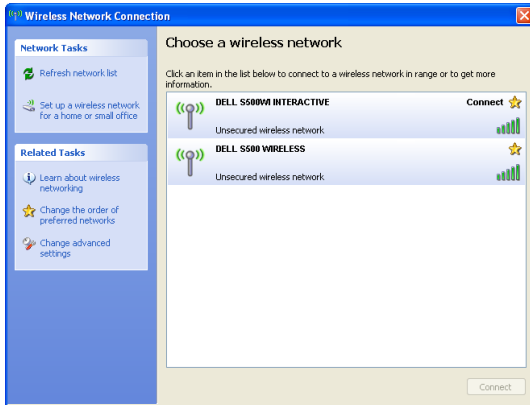 Wireless Network Connection
Network Tasks
Refresh network list
Set up a wireless network
for a home or small office
Related Tasks
Learn about wireless
networking
Change the order of
preferred networks
Change advanced
settings
Choose a wireless network
Click an item in the list below to connect to a wireless network in range or to get more
information.
DELL S500WI INTERACTIVE
Connect
Unsecured wireless network
DELL S500 WIRELESS
Unsecured wireless network
Connect